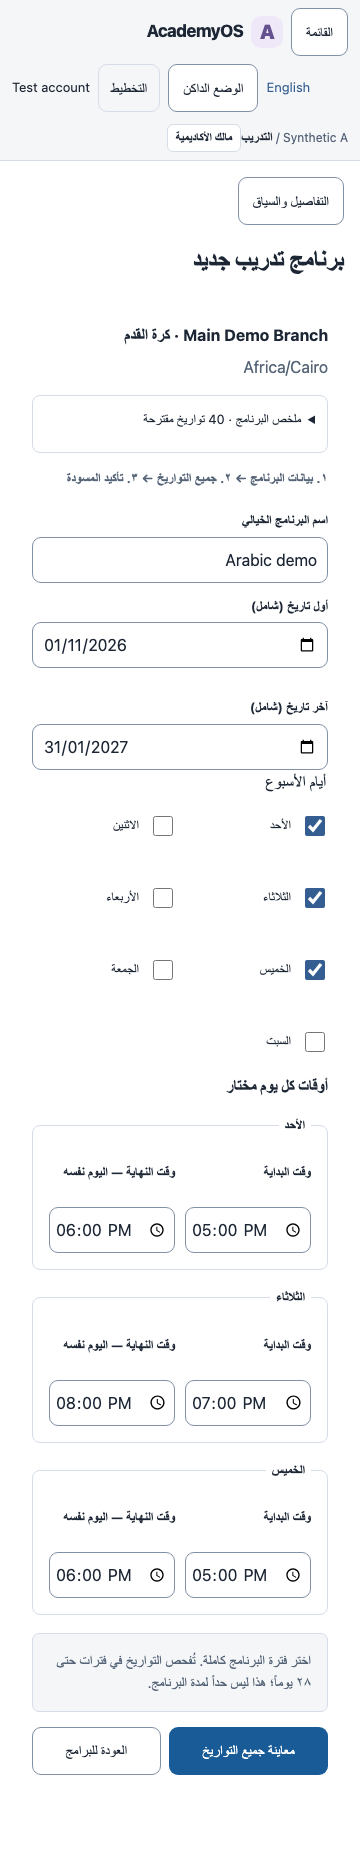 القائمة
A AcademyOS
English
الوضع الداكن
التخطيط
Test account
Synthetic A / التدريب
مالك الأكاديمية
التفاصيل والسياق
برنامج تدريب جديد
Main Demo Branch · كرة القدم
Africa/Cairo
◀ ملخص البرنامج · 40 تواريخ مقترحة
١. بيانات البرنامج ← ٢. جميع التواريخ ← ٣. تأكيد المسودة
اسم البرنامج الخيالي
Arabic demo
أول تاريخ (شامل)
01/11/2026
آخر تاريخ (شامل)
31/01/2027
أيام الأسبوع
الأحد
الاثنين
الثلاثاء
الأربعاء
الخميس
الجمعة
السبت
أوقات كل يوم مختار
الأحد
وقت البداية
وقت النهاية — اليوم نفسه
05:00 PM
06:00 PM
الثلاثاء
وقت البداية
وقت النهاية — اليوم نفسه
07:00 PM
08:00 PM
الخميس
وقت البداية
وقت النهاية — اليوم نفسه
05:00 PM
06:00 PM
اختر فترة البرنامج كاملة. تُفحص التواريخ في فترات حتى
٢٨ يوماً؛ هذا ليس حداً لمدة البرنامج.
معاينة جميع التواريخ
العودة للبرامج